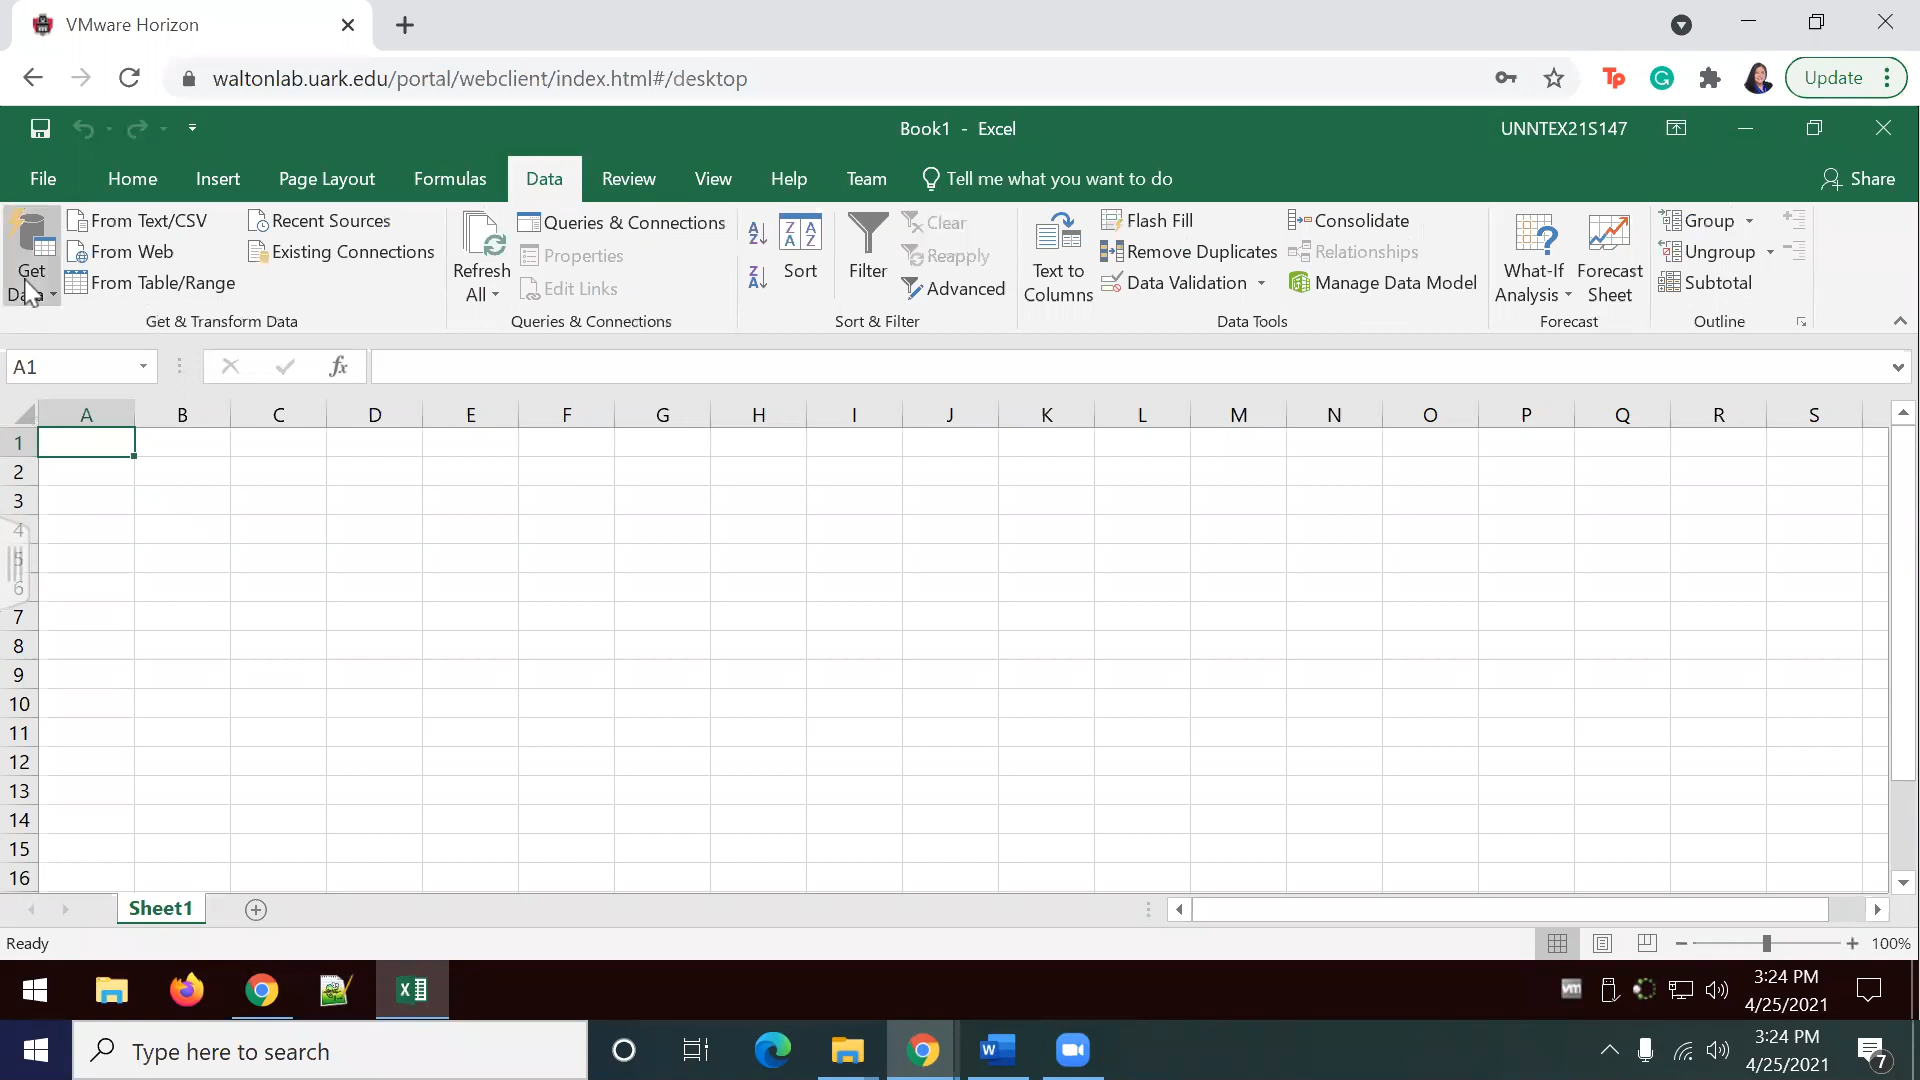 VMware Horizon
waltonlab.uark.edu/portal/webclient/index.html#/desktop
Update
Book1 - Excel
UNNTEX21S147
File Home Insert Page Layout Formulas Data Review View Help Team Tell me what you want to do Share
Get
Data
From Text/CSV
From Web
From Table/Range
Recent Sources
Existing Connections
Get & Transform Data
Refresh
All
Queries & Connections
Properties
Edit Links
Queries & Connections
Sort
Filter
Clear
Reapply
Advanced
Sort & Filter
Text to
Columns
Flash Fill
Remove Duplicates
Data Validation
Consolidate
Relationships
Manage Data Model
Data Tools
What-If
Analysis
Forecast
Sheet
Forecast
Group
Ungroup
Subtotal
Outline
A1
fx
A B C D E F G H I J K L M N O P Q R S
1
2
3
4
5
6
7
8
9
10
11
12
13
14
15
16
Sheet1
Ready
100%
vm
3:24 PM
4/25/2021
Type here to search
3:24 PM
4/25/2021
7